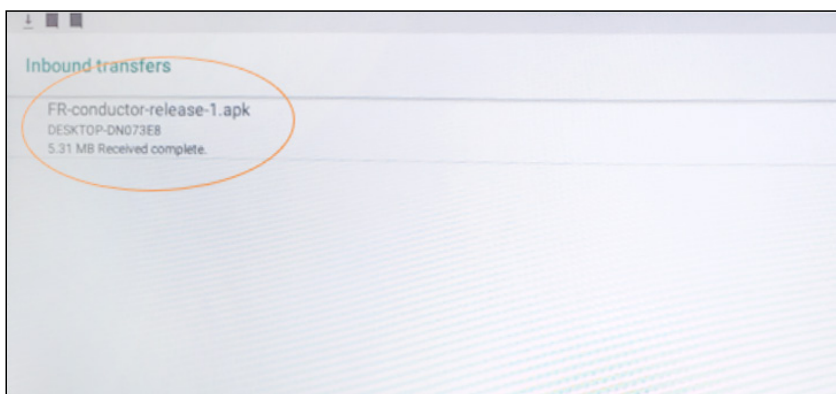 Inbound transfers
FR-conductor-release-1.apk
DESKTOP-DN073E8
5.31 MB Received complete.